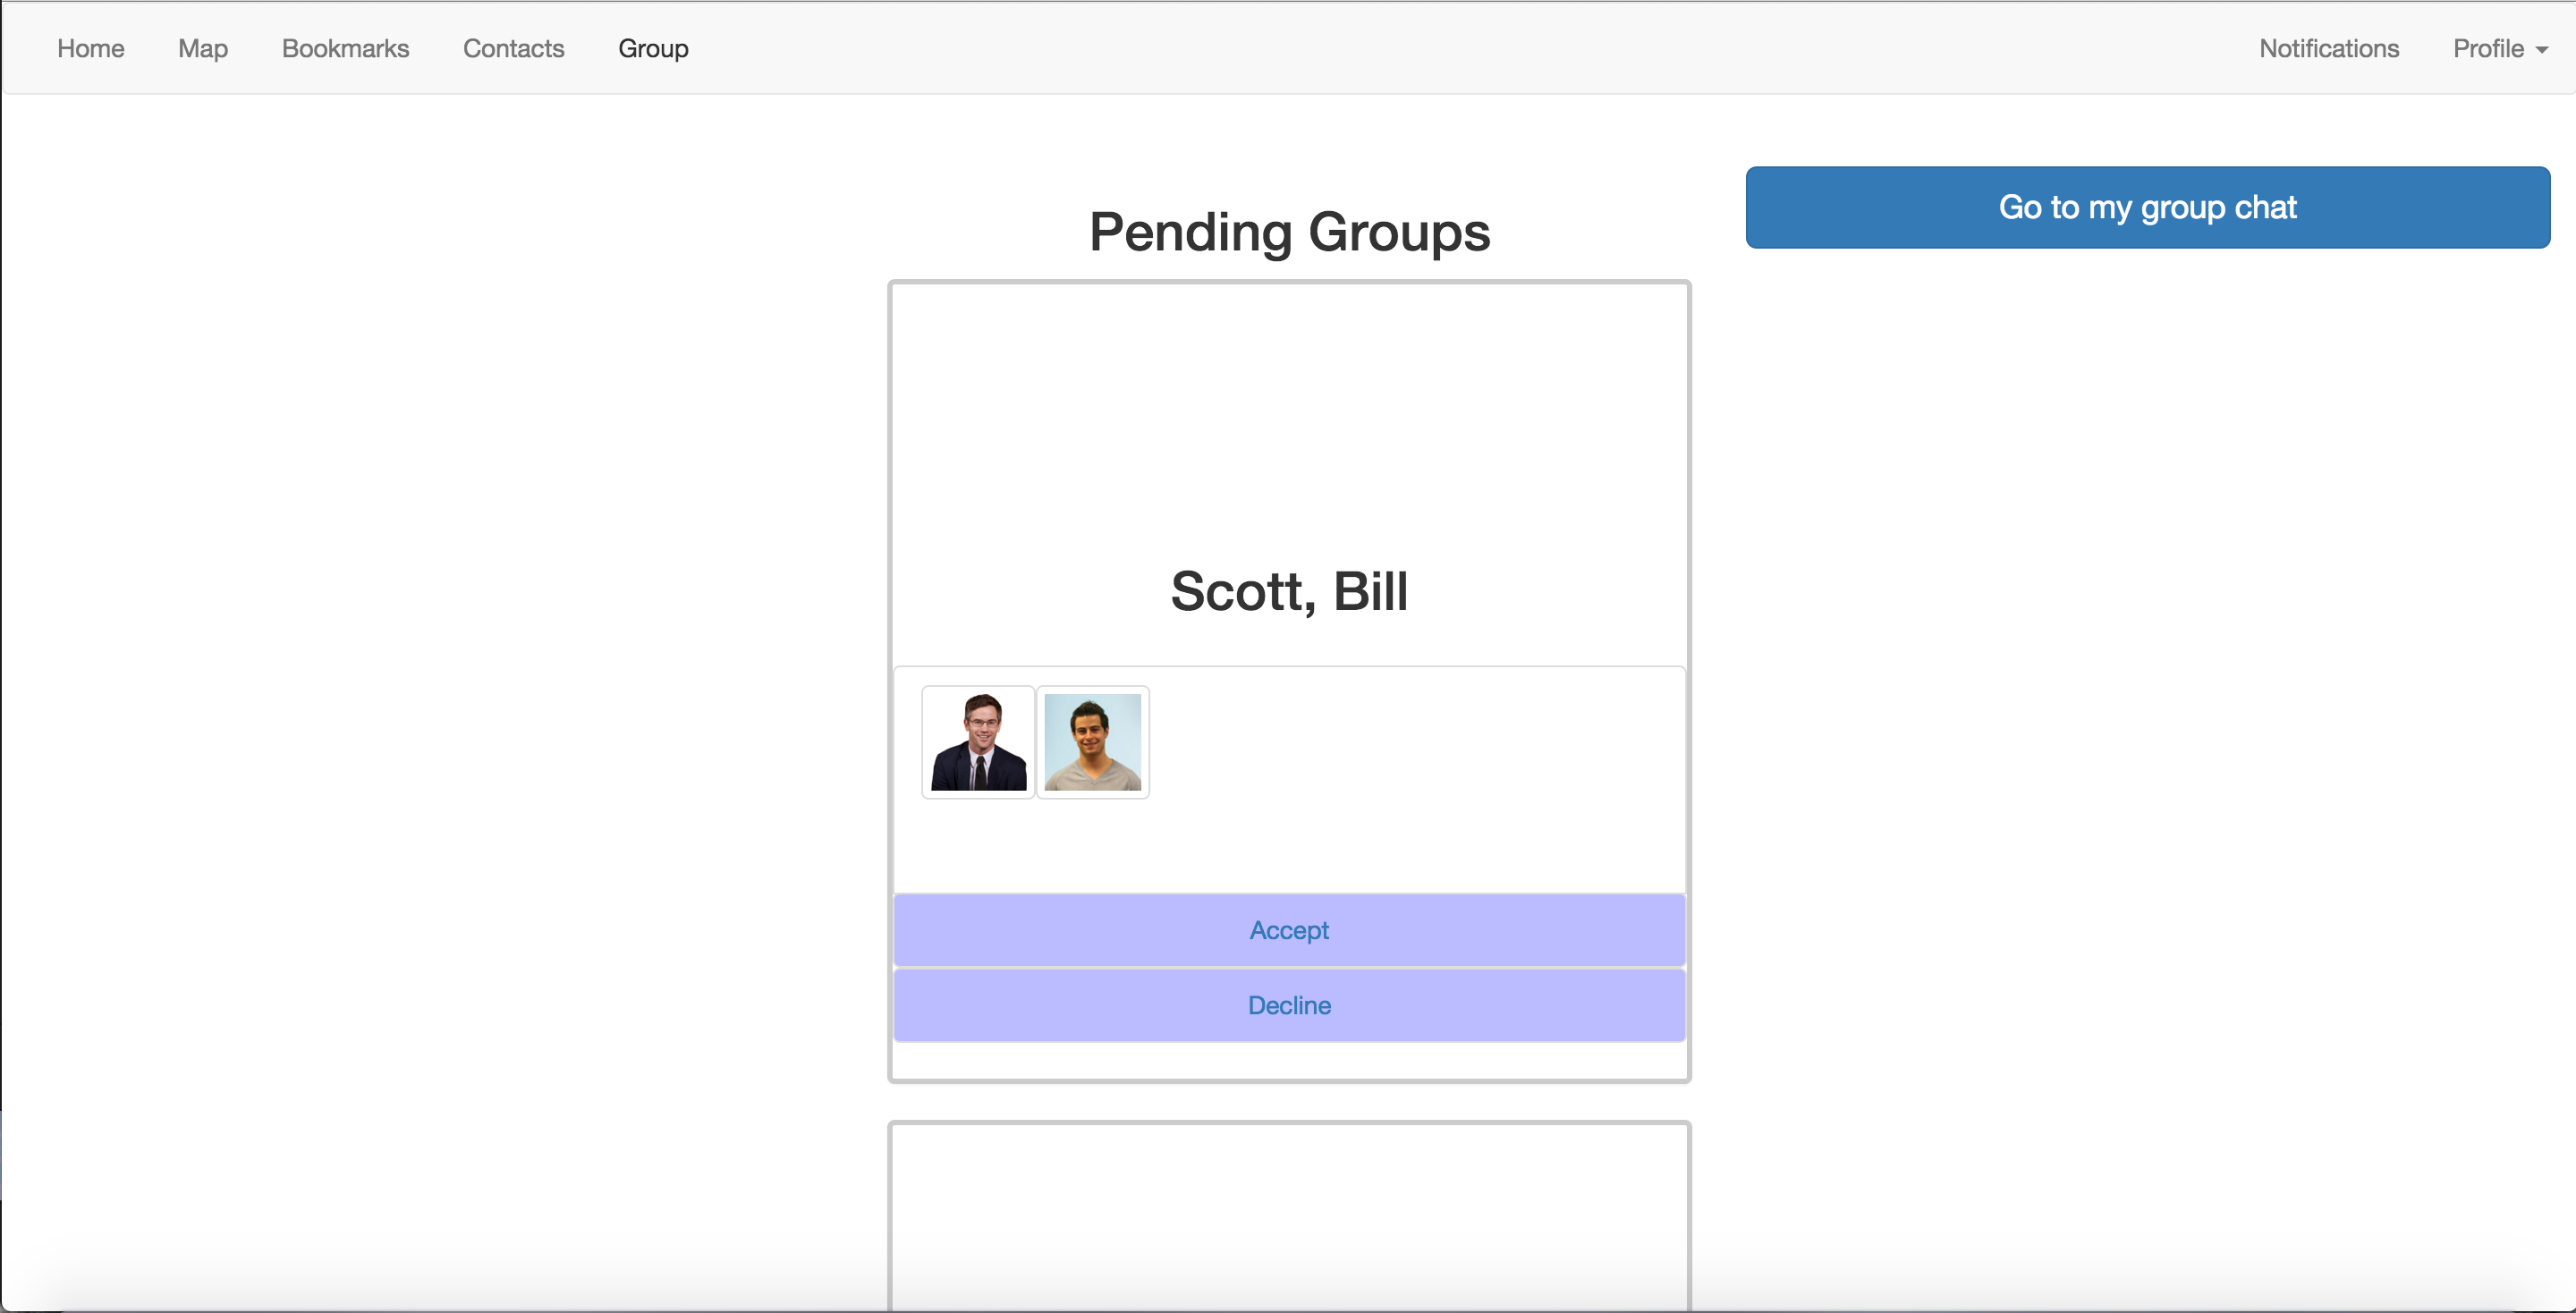 Home Map Bookmarks Contacts Group Notifications Profile
Go to my group chat
Pending Groups
Scott, Bill
Accept
Decline